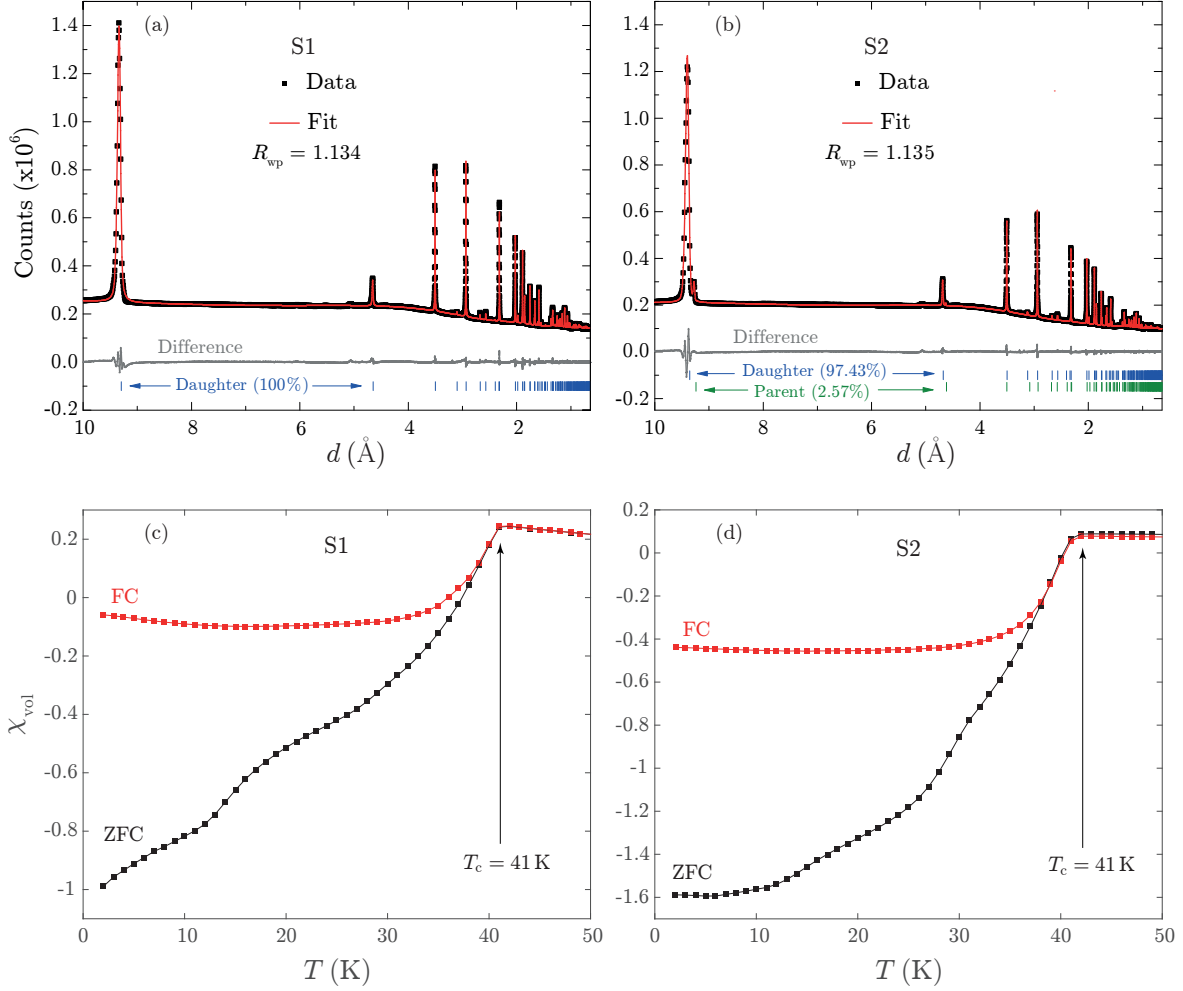 (a)
S1
Data
Fit
R_wp = 1.134
Difference
Daughter (100%)
1.4
1.2
1.0
0.8
0.6
0.4
0.2
0.0
-0.2
Counts (x10⁶)
10 8 6 4 2
d (Å)
(b)
S2
Data
Fit
R_wp = 1.135
Difference
Daughter (97.43%)
Parent (2.57%)
1.4
1.2
1.0
0.8
0.6
0.4
0.2
0.0
-0.2
10 8 6 4 2
d (Å)
(c)
S1
FC
ZFC
T_c = 41 K
0.2
0
-0.2
-0.4
-0.6
-0.8
-1
χ_vol
0 10 20 30 40 50
T (K)
(d)
S2
FC
ZFC
T_c = 41 K
0.2
0
-0.2
-0.4
-0.6
-0.8
-1
-1.2
-1.4
-1.6
0 10 20 30 40 50
T (K)